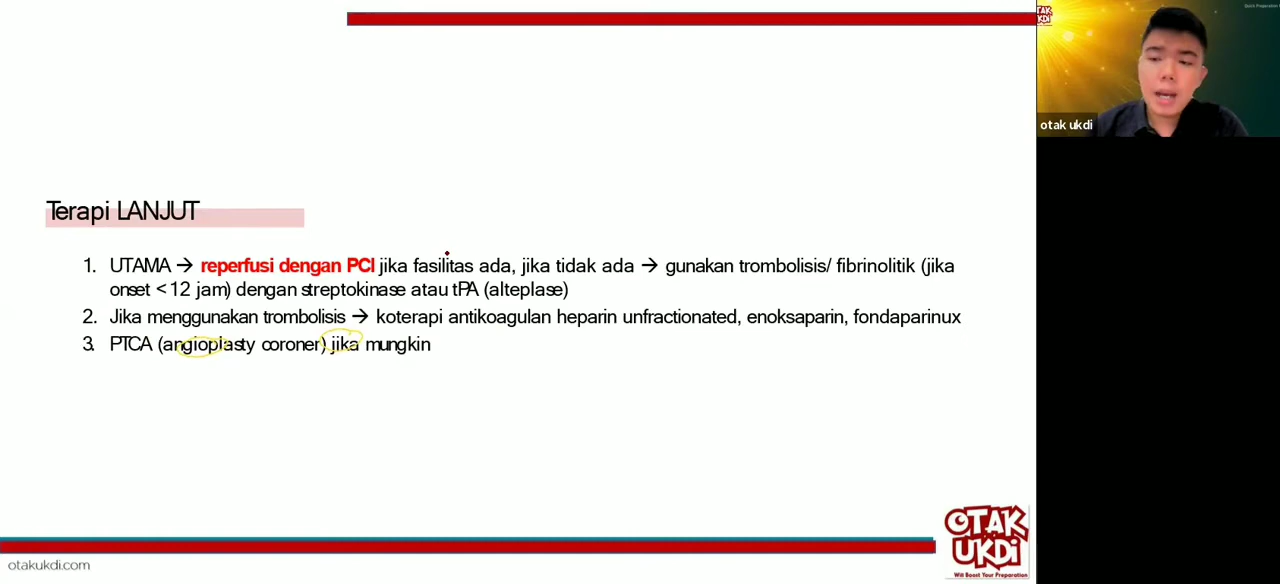 Terapi LANJUT
1. UTAMA → reperfusi dengan PCI jika fasilitas ada, jika tidak ada → gunakan trombolisis/ fibrinolitik (jika
onset < 12 jam) dengan streptokinase atau tPA (alteplase)
2. Jika menggunakan trombolisis → koterapi antikoagulan heparin unfractionated, enoksaparin, fondaparinux
3. PTCA (angioplasty coroner) jika mungkin
OTAK
UKDi
Will Boost Your Preparation
otakukdi.com
OTAK
UKDi
otak ukdi